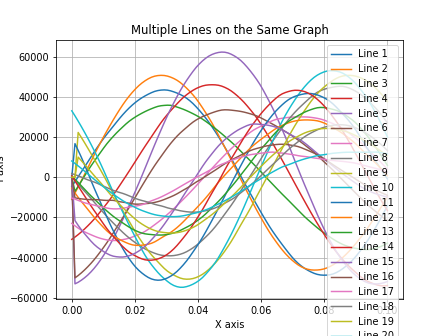 Multiple Lines on the Same Graph
60000
40000
20000
0
−20000
−40000
−60000
0.00
0.02
0.04
0.06
0.08
X axis
Line 1
Line 2
Line 3
Line 4
Line 5
Line 6
Line 7
Line 8
Line 9
Line 10
Line 11
Line 12
Line 13
Line 14
Line 15
Line 16
Line 17
Line 18
Line 19
Line 20